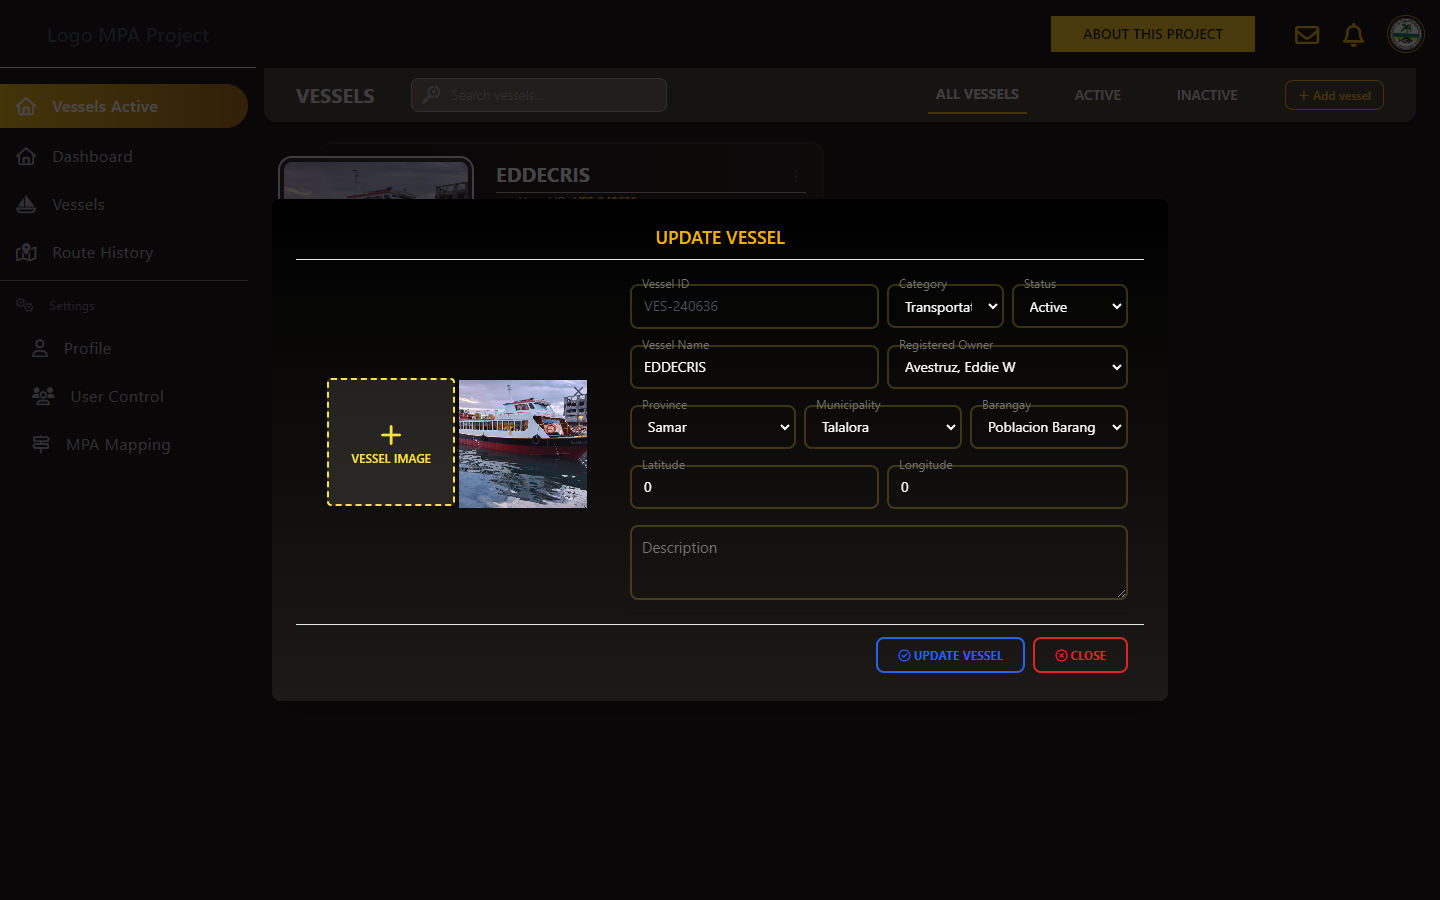 Logo MPA Project
ABOUT THIS PROJECT
Vessels Active
Dashboard
Vessels
Route History
Settings
Profile
User Control
MPA Mapping
VESSELS
Search vessels...
ALL VESSELS
ACTIVE
INACTIVE
+ Add vessel
EDDECRIS
UPDATE VESSEL
VESSEL IMAGE
Vessel ID
VES-240636
Category
Transportat
Status
Active
Vessel Name
EDDECRIS
Registered Owner
Avestruz, Eddie W
Province
Samar
Municipality
Talalora
Barangay
Poblacion Barang
Latitude
0
Longitude
0
Description
UPDATE VESSEL
CLOSE